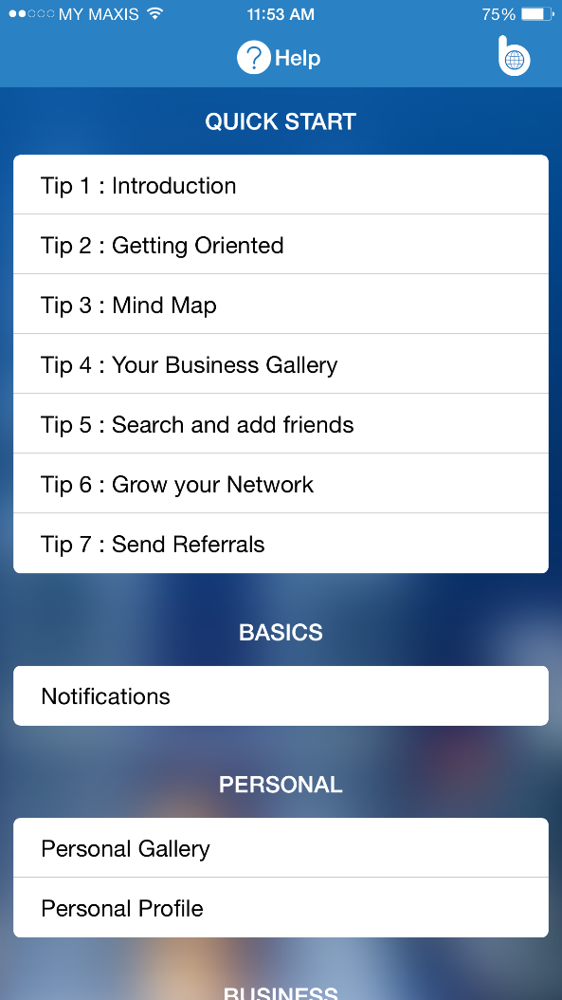 MY MAXIS 11:53 AM 75%
? Help b
QUICK START
Tip 1 : Introduction
Tip 2 : Getting Oriented
Tip 3 : Mind Map
Tip 4 : Your Business Gallery
Tip 5 : Search and add friends
Tip 6 : Grow your Network
Tip 7 : Send Referrals
BASICS
Notifications
PERSONAL
Personal Gallery
Personal Profile
BUSINESS